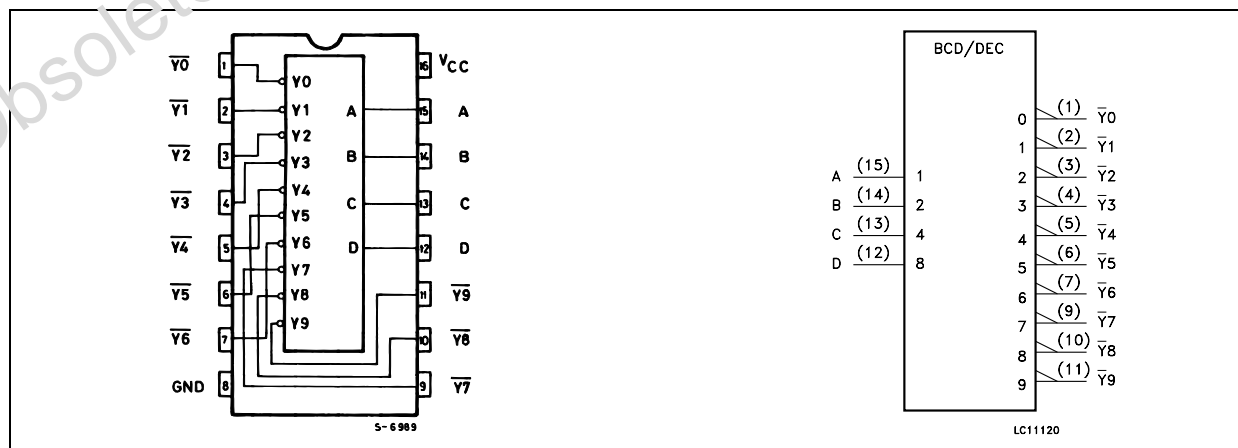 obsolete
Y0 1 Y0 16 VCC
Y1 2 Y1 A 15 A
Y2 3 Y2 B 14 B
Y3 4 Y3 C 13 C
Y4 5 Y4 D 12 D
Y5 6 Y5 11 Y9
Y6 7 Y6 10 Y8
GND 8 Y7 9 Y7
Y8
Y9
S-6989
BCD/DEC
A (15) 1
B (14) 2
C (13) 4
D (12) 8
0 (1) Y0
1 (2) Y1
2 (3) Y2
3 (4) Y3
4 (5) Y4
5 (6) Y5
6 (7) Y6
7 (9) Y7
8 (10) Y8
9 (11) Y9
LC11120